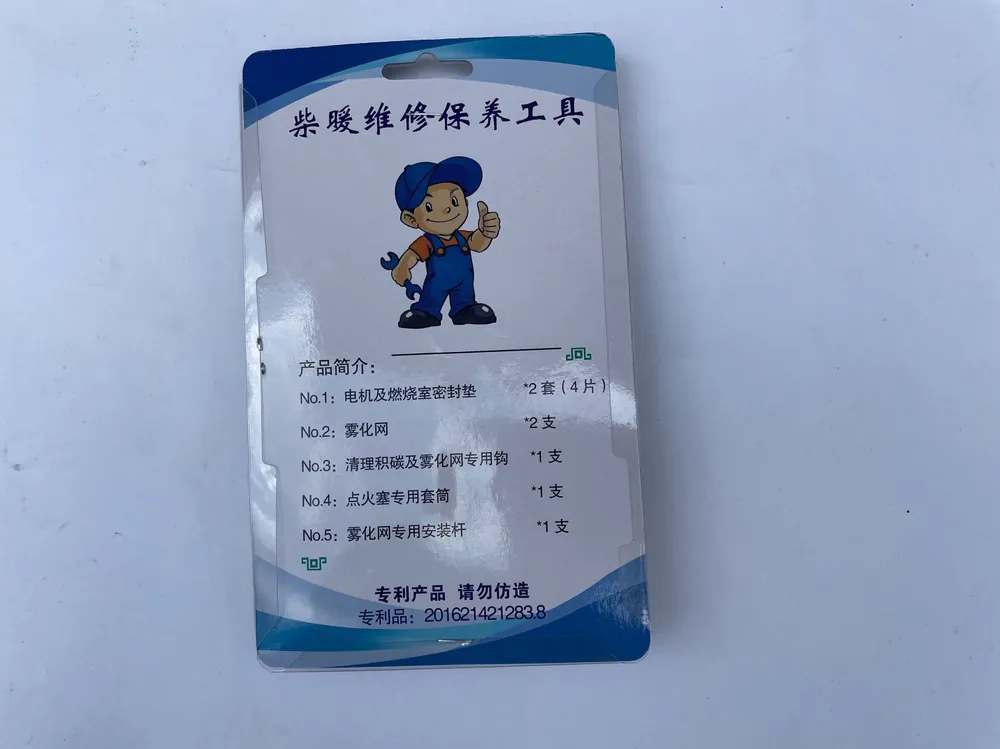 柴暖维修保养工具
产品简介：
No.1：电机及燃烧室密封垫 *2套（4片）
No.2：雾化网 *2支
No.3：清理积碳及雾化网专用钩 *1支
No.4：点火塞专用套筒 *1支
No.5：雾化网专用安装杆 *1支
专利产品 请勿仿造
专利品：201621421283.8